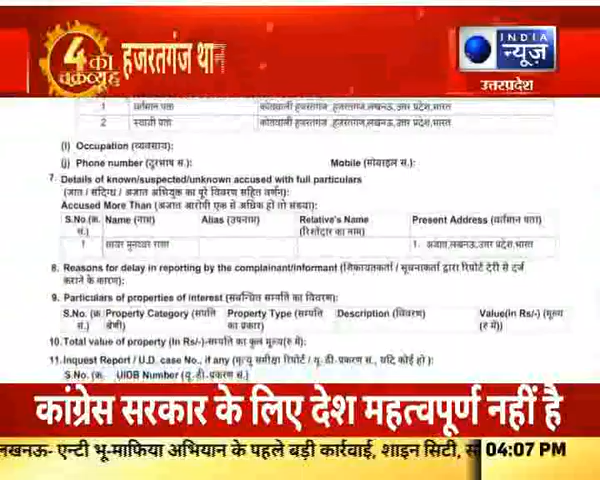 4 का
चक्रव्यूह
हजरतगंज थान
INDIA
न्यूज़
उत्तरप्रदेश
1 वर्तमान पता कोतवाली हजरतगंज ,हजरतगंज,लखनऊ,उत्तर प्रदेश,भारत
2 स्थायी पता कोतवाली हजरतगंज ,हजरतगंज,लखनऊ,उत्तर प्रदेश,भारत
(i) Occupation (व्यवसाय):
(j) Phone number (दूरभाष सं.): Mobile (मोबाइल सं.):
7. Details of known/suspected/unknown accused with full particulars
(ज्ञात / संदिग्ध / अज्ञात अभियुक्त का पूरे विवरण सहित वर्णन):
Accused More Than (अज्ञात आरोपी एक से अधिक हो तो संख्या):
S.No.(क्र. Name (नाम) Alias (उपनाम) Relative's Name Present Address (वर्तमान पता)
सं.) (रिश्तेदार का नाम)
1 शायर मुनव्वर राणा 1. अज्ञात,लखनऊ,उत्तर प्रदेश,भारत
8. Reasons for delay in reporting by the complainant/informant (शिकायतकर्ता / सूचनाकर्ता द्वारा रिपोर्ट देरी से दर्ज
कराने के कारण):
9. Particulars of properties of interest (संबन्धित सम्पत्ति का विवरण):
S.No. (क्र. Property Category (सम्पत्ति Property Type (सम्पत्ति Description (विवरण) Value(In Rs/-) (मूल्य
सं.) श्रेणी) का प्रकार) (रु में))
10. Total value of property (In Rs/-)-सम्पत्ति का कुल मूल्य(रु में):
11. Inquest Report / U.D. case No., if any (मृत्यु समीक्षा रिपोर्ट / यू.डी.प्रकरण सं., यदि कोई हो ):
S.No. (क्र. UIDB Number (यू.डी.प्रकरण सं.)
कांग्रेस सरकार के लिए देश महत्वपूर्ण नहीं है
लखनऊ- एन्टी भू-माफिया अभियान के पहले बड़ी कार्रवाई, शाइन सिटी, 04:07 PM